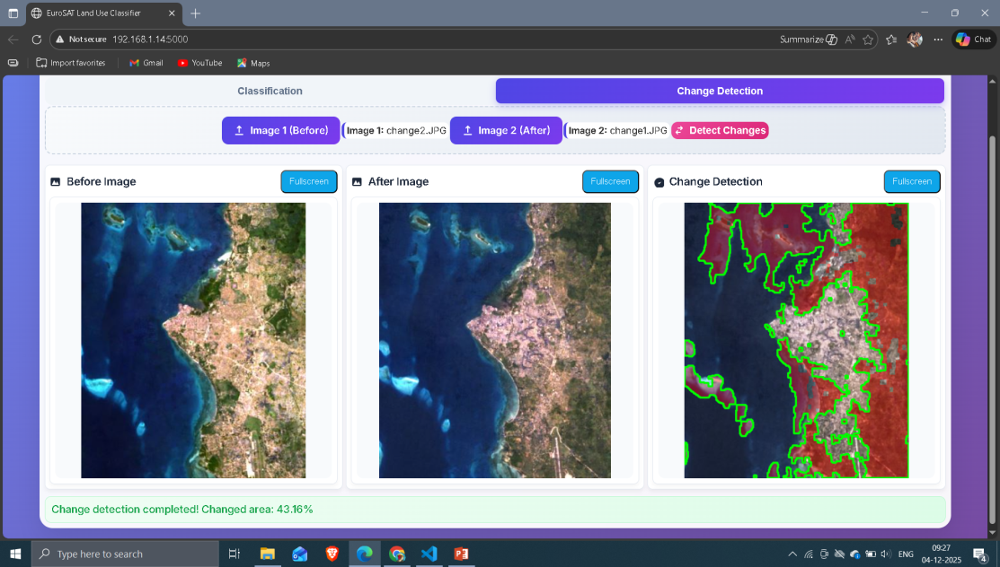 EuroSAT Land Use Classifier
Not secure 192.168.1.14:5000
Summarize
Chat
Import favorites
Gmail
YouTube
Maps
Classification
Change Detection
Image 1 (Before)
Image 1: change2.JPG
Image 2 (After)
Image 2: change1.JPG
Detect Changes
Before Image
Fullscreen
After Image
Fullscreen
Change Detection
Fullscreen
Change detection completed! Changed area: 43.16%
Type here to search
ENG
09:27
04-12-2025
4